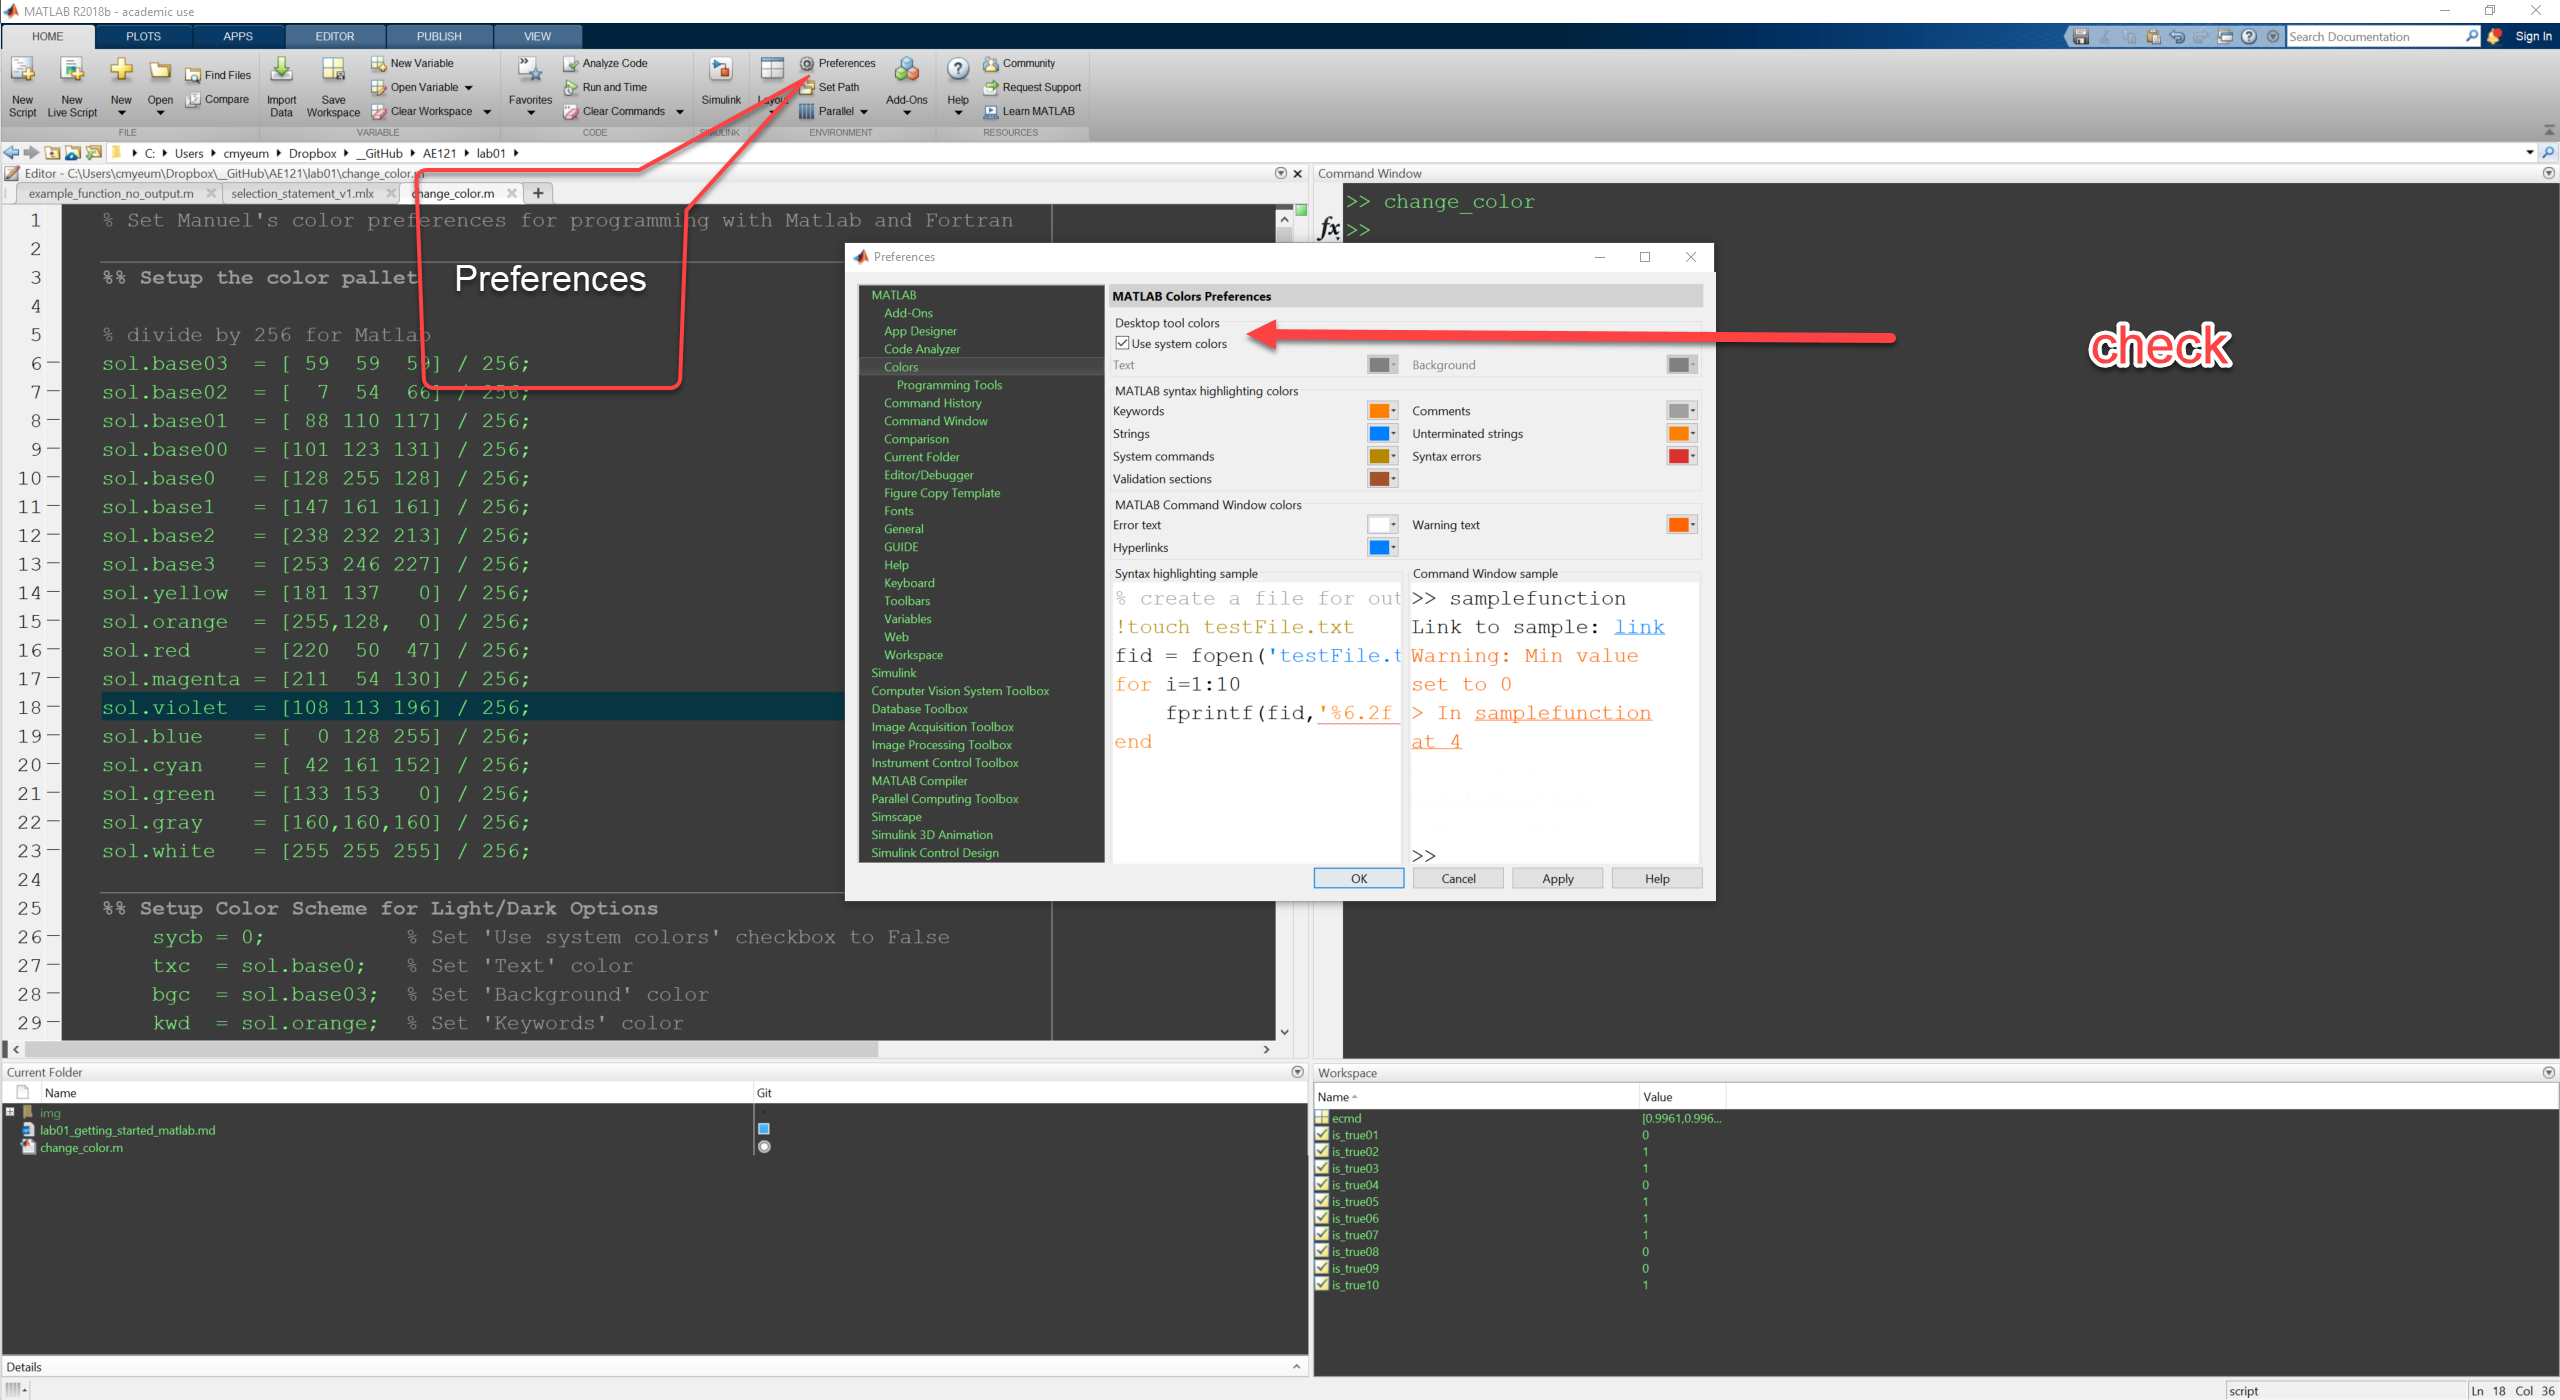 MATLAB R2018b - academic use
HOME PLOTS APPS EDITOR PUBLISH VIEW
Search Documentation
Sign In
New Script
New Live Script
New
Open
Find Files
Compare
FILE
Import Data
Save Workspace
New Variable
Open Variable
Clear Workspace
VARIABLE
Favorites
Analyze Code
Run and Time
Clear Commands
CODE
Simulink
SIMULINK
Layout
Preferences
Set Path
Parallel
Add-Ons
ENVIRONMENT
Help
Community
Request Support
Learn MATLAB
RESOURCES
C: Users cmyeum Dropbox __GitHub AE121 lab01
Editor - C:\Users\cmyeum\Dropbox\__GitHub\AE121\lab01\change_color.m
example_function_no_output.m selection_statement_v1.mlx change_color.m +
1 % Set Manuel's color preferences for programming with Matlab and Fortran
2
3 %% Setup the color pallet
4
5 % divide by 256 for Matlab
6 sol.base03 = [ 59 59 59] / 256;
7 sol.base02 = [ 7 54 66] / 256;
8 sol.base01 = [ 88 110 117] / 256;
9 sol.base00 = [101 123 131] / 256;
10 sol.base0 = [128 255 128] / 256;
11 sol.base1 = [147 161 161] / 256;
12 sol.base2 = [238 232 213] / 256;
13 sol.base3 = [253 246 227] / 256;
14 sol.yellow = [181 137 0] / 256;
15 sol.orange = [255,128, 0] / 256;
16 sol.red = [220 50 47] / 256;
17 sol.magenta = [211 54 130] / 256;
18 sol.violet = [108 113 196] / 256;
19 sol.blue = [ 0 128 255] / 256;
20 sol.cyan = [ 42 161 152] / 256;
21 sol.green = [133 153 0] / 256;
22 sol.gray = [160,160,160] / 256;
23 sol.white = [255 255 255] / 256;
24
25 %% Setup Color Scheme for Light/Dark Options
26 sycb = 0; % Set 'Use system colors' checkbox to False
27 txc = sol.base0; % Set 'Text' color
28 bgc = sol.base03; % Set 'Background' color
29 kwd = sol.orange; % Set 'Keywords' color
Preferences
Command Window
>> change_color
fx >>
Preferences
MATLAB
Add-Ons
App Designer
Code Analyzer
Colors
Programming Tools
Command History
Command Window
Comparison
Current Folder
Editor/Debugger
Figure Copy Template
Fonts
General
GUIDE
Help
Keyboard
Toolbars
Variables
Web
Workspace
Simulink
Computer Vision System Toolbox
Database Toolbox
Image Acquisition Toolbox
Image Processing Toolbox
Instrument Control Toolbox
MATLAB Compiler
Parallel Computing Toolbox
Simscape
Simulink 3D Animation
Simulink Control Design
MATLAB Colors Preferences
Desktop tool colors
Use system colors
Text Background
MATLAB syntax highlighting colors
Keywords Comments
Strings Unterminated strings
System commands Syntax errors
Validation sections
MATLAB Command Window colors
Error text Warning text
Hyperlinks
Syntax highlighting sample
% create a file for out
!touch testFile.txt
fid = fopen('testFile.t
for i=1:10
fprintf(fid,'%6.2f
end
Command Window sample
>> samplefunction
Link to sample: link
Warning: Min value
set to 0
> In samplefunction
at 4
>>
OK Cancel Apply Help
check
Current Folder
Name Git
img
lab01_getting_started_matlab.md
change_color.m
Details
Workspace
Name Value
ecmd [0.9961,0.996...
is_true01 0
is_true02 1
is_true03 1
is_true04 0
is_true05 1
is_true06 1
is_true07 1
is_true08 0
is_true09 0
is_true10 1
script Ln 18 Col 36